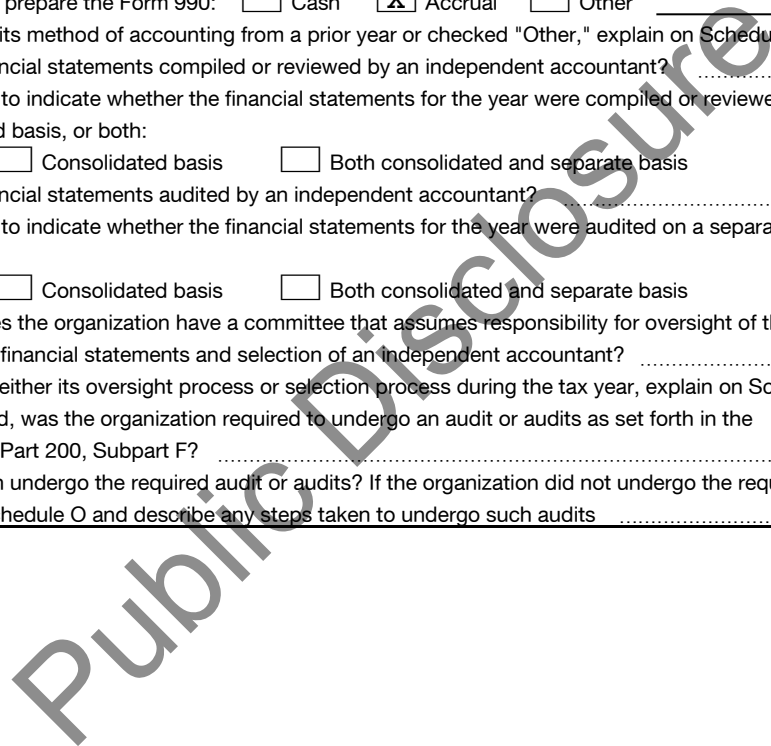 prepare the Form 990: Cash X Accrual Other
its method of accounting from a prior year or checked "Other," explain on Schedu
ncial statements compiled or reviewed by an independent accountant?
to indicate whether the financial statements for the year were compiled or reviewe
d basis, or both:
Consolidated basis Both consolidated and separate basis
ncial statements audited by an independent accountant?
to indicate whether the financial statements for the year were audited on a separa
Consolidated basis Both consolidated and separate basis
es the organization have a committee that assumes responsibility for oversight of t
financial statements and selection of an independent accountant?
either its oversight process or selection process during the tax year, explain on Sc
d, was the organization required to undergo an audit or audits as set forth in the
Part 200, Subpart F?
n undergo the required audit or audits? If the organization did not undergo the requ
hedule O and describe any steps taken to undergo such audits
Public Disclosure